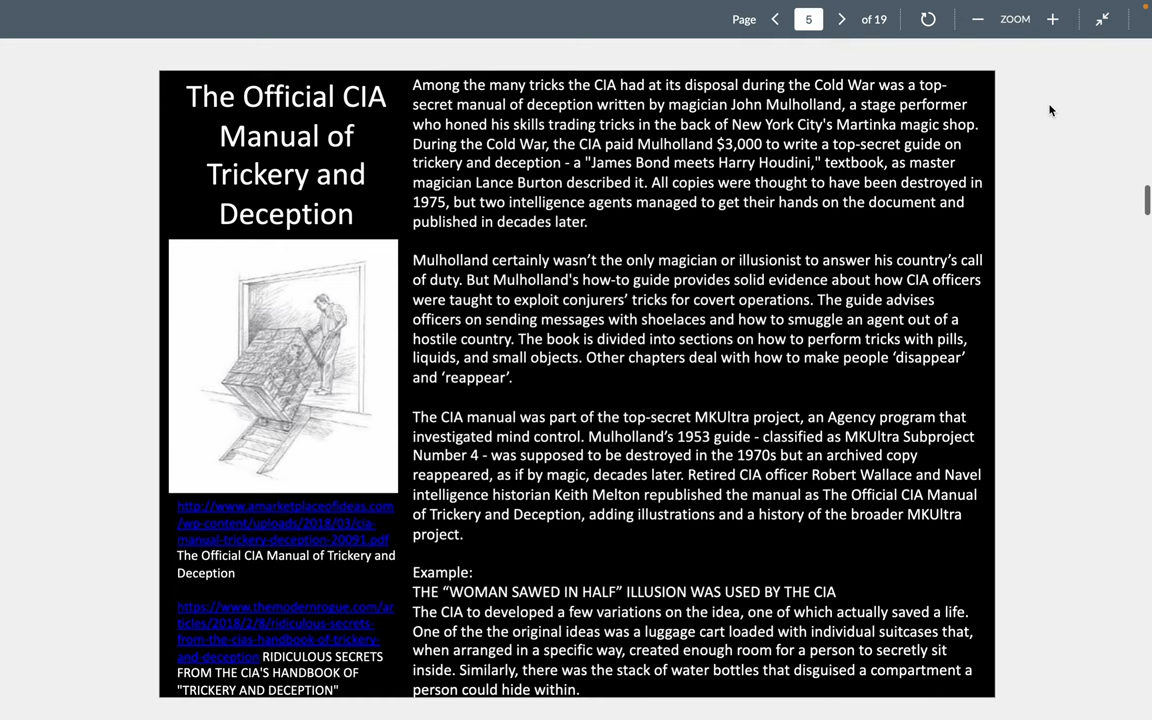 Page
5
of 19
ZOOM
The Official CIA
Manual of
Trickery and
Deception
http://www.amarketplaceofideas.com
/wp-content/uploads/2018/03/cia-
manual-trickery-deception-20091.pdf
The Official CIA Manual of Trickery and
Deception
https://www.themodernrogue.com/ar
ticles/2018/2/8/ridiculous-secrets-
from-the-cias-handbook-of-trickery-
and-deception RIDICULOUS SECRETS
FROM THE CIA'S HANDBOOK OF
"TRICKERY AND DECEPTION"
Among the many tricks the CIA had at its disposal during the Cold War was a top-
secret manual of deception written by magician John Mulholland, a stage performer
who honed his skills trading tricks in the back of New York City's Martinka magic shop.
During the Cold War, the CIA paid Mulholland $3,000 to write a top-secret guide on
trickery and deception - a "James Bond meets Harry Houdini," textbook, as master
magician Lance Burton described it. All copies were thought to have been destroyed in
1975, but two intelligence agents managed to get their hands on the document and
published in decades later.
Mulholland certainly wasn’t the only magician or illusionist to answer his country’s call
of duty. But Mulholland's how-to guide provides solid evidence about how CIA officers
were taught to exploit conjurers’ tricks for covert operations. The guide advises
officers on sending messages with shoelaces and how to smuggle an agent out of a
hostile country. The book is divided into sections on how to perform tricks with pills,
liquids, and small objects. Other chapters deal with how to make people ‘disappear’
and ‘reappear’.
The CIA manual was part of the top-secret MKUltra project, an Agency program that
investigated mind control. Mulholland’s 1953 guide - classified as MKUltra Subproject
Number 4 - was supposed to be destroyed in the 1970s but an archived copy
reappeared, as if by magic, decades later. Retired CIA officer Robert Wallace and Navel
intelligence historian Keith Melton republished the manual as The Official CIA Manual
of Trickery and Deception, adding illustrations and a history of the broader MKUltra
project.
Example:
THE “WOMAN SAWED IN HALF” ILLUSION WAS USED BY THE CIA
The CIA to developed a few variations on the idea, one of which actually saved a life.
One of the the original ideas was a luggage cart loaded with individual suitcases that,
when arranged in a specific way, created enough room for a person to secretly sit
inside. Similarly, there was the stack of water bottles that disguised a compartment a
person could hide within.